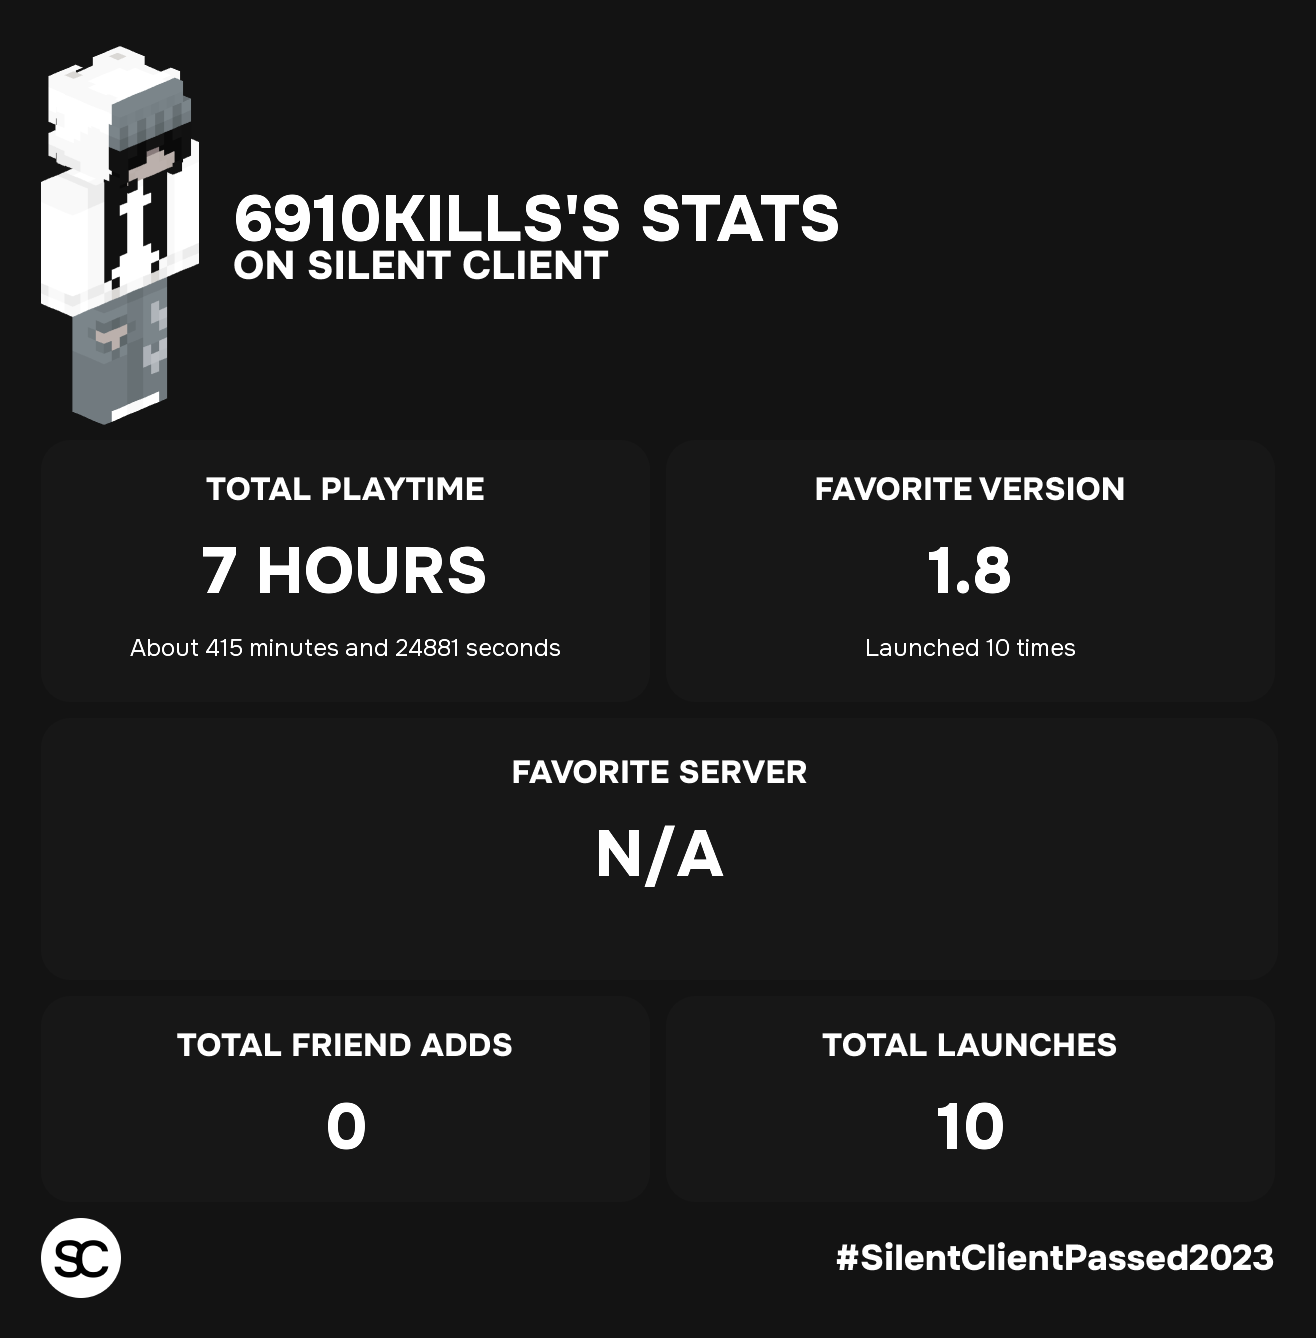 6910KILLS'S STATS
ON SILENT CLIENT
TOTAL PLAYTIME
7 HOURS
About 415 minutes and 24881 seconds
FAVORITE VERSION
1.8
Launched 10 times
FAVORITE SERVER
N/A
TOTAL FRIEND ADDS
0
TOTAL LAUNCHES
10
SC
#SilentClientPassed2023